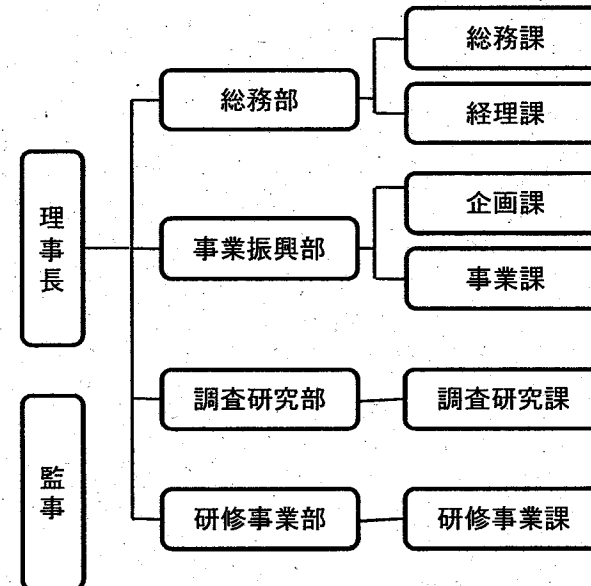 理事長
総務部
総務課
経理課
事業振興部
企画課
事業課
調査研究部
調査研究課
研修事業部
研修事業課
監事